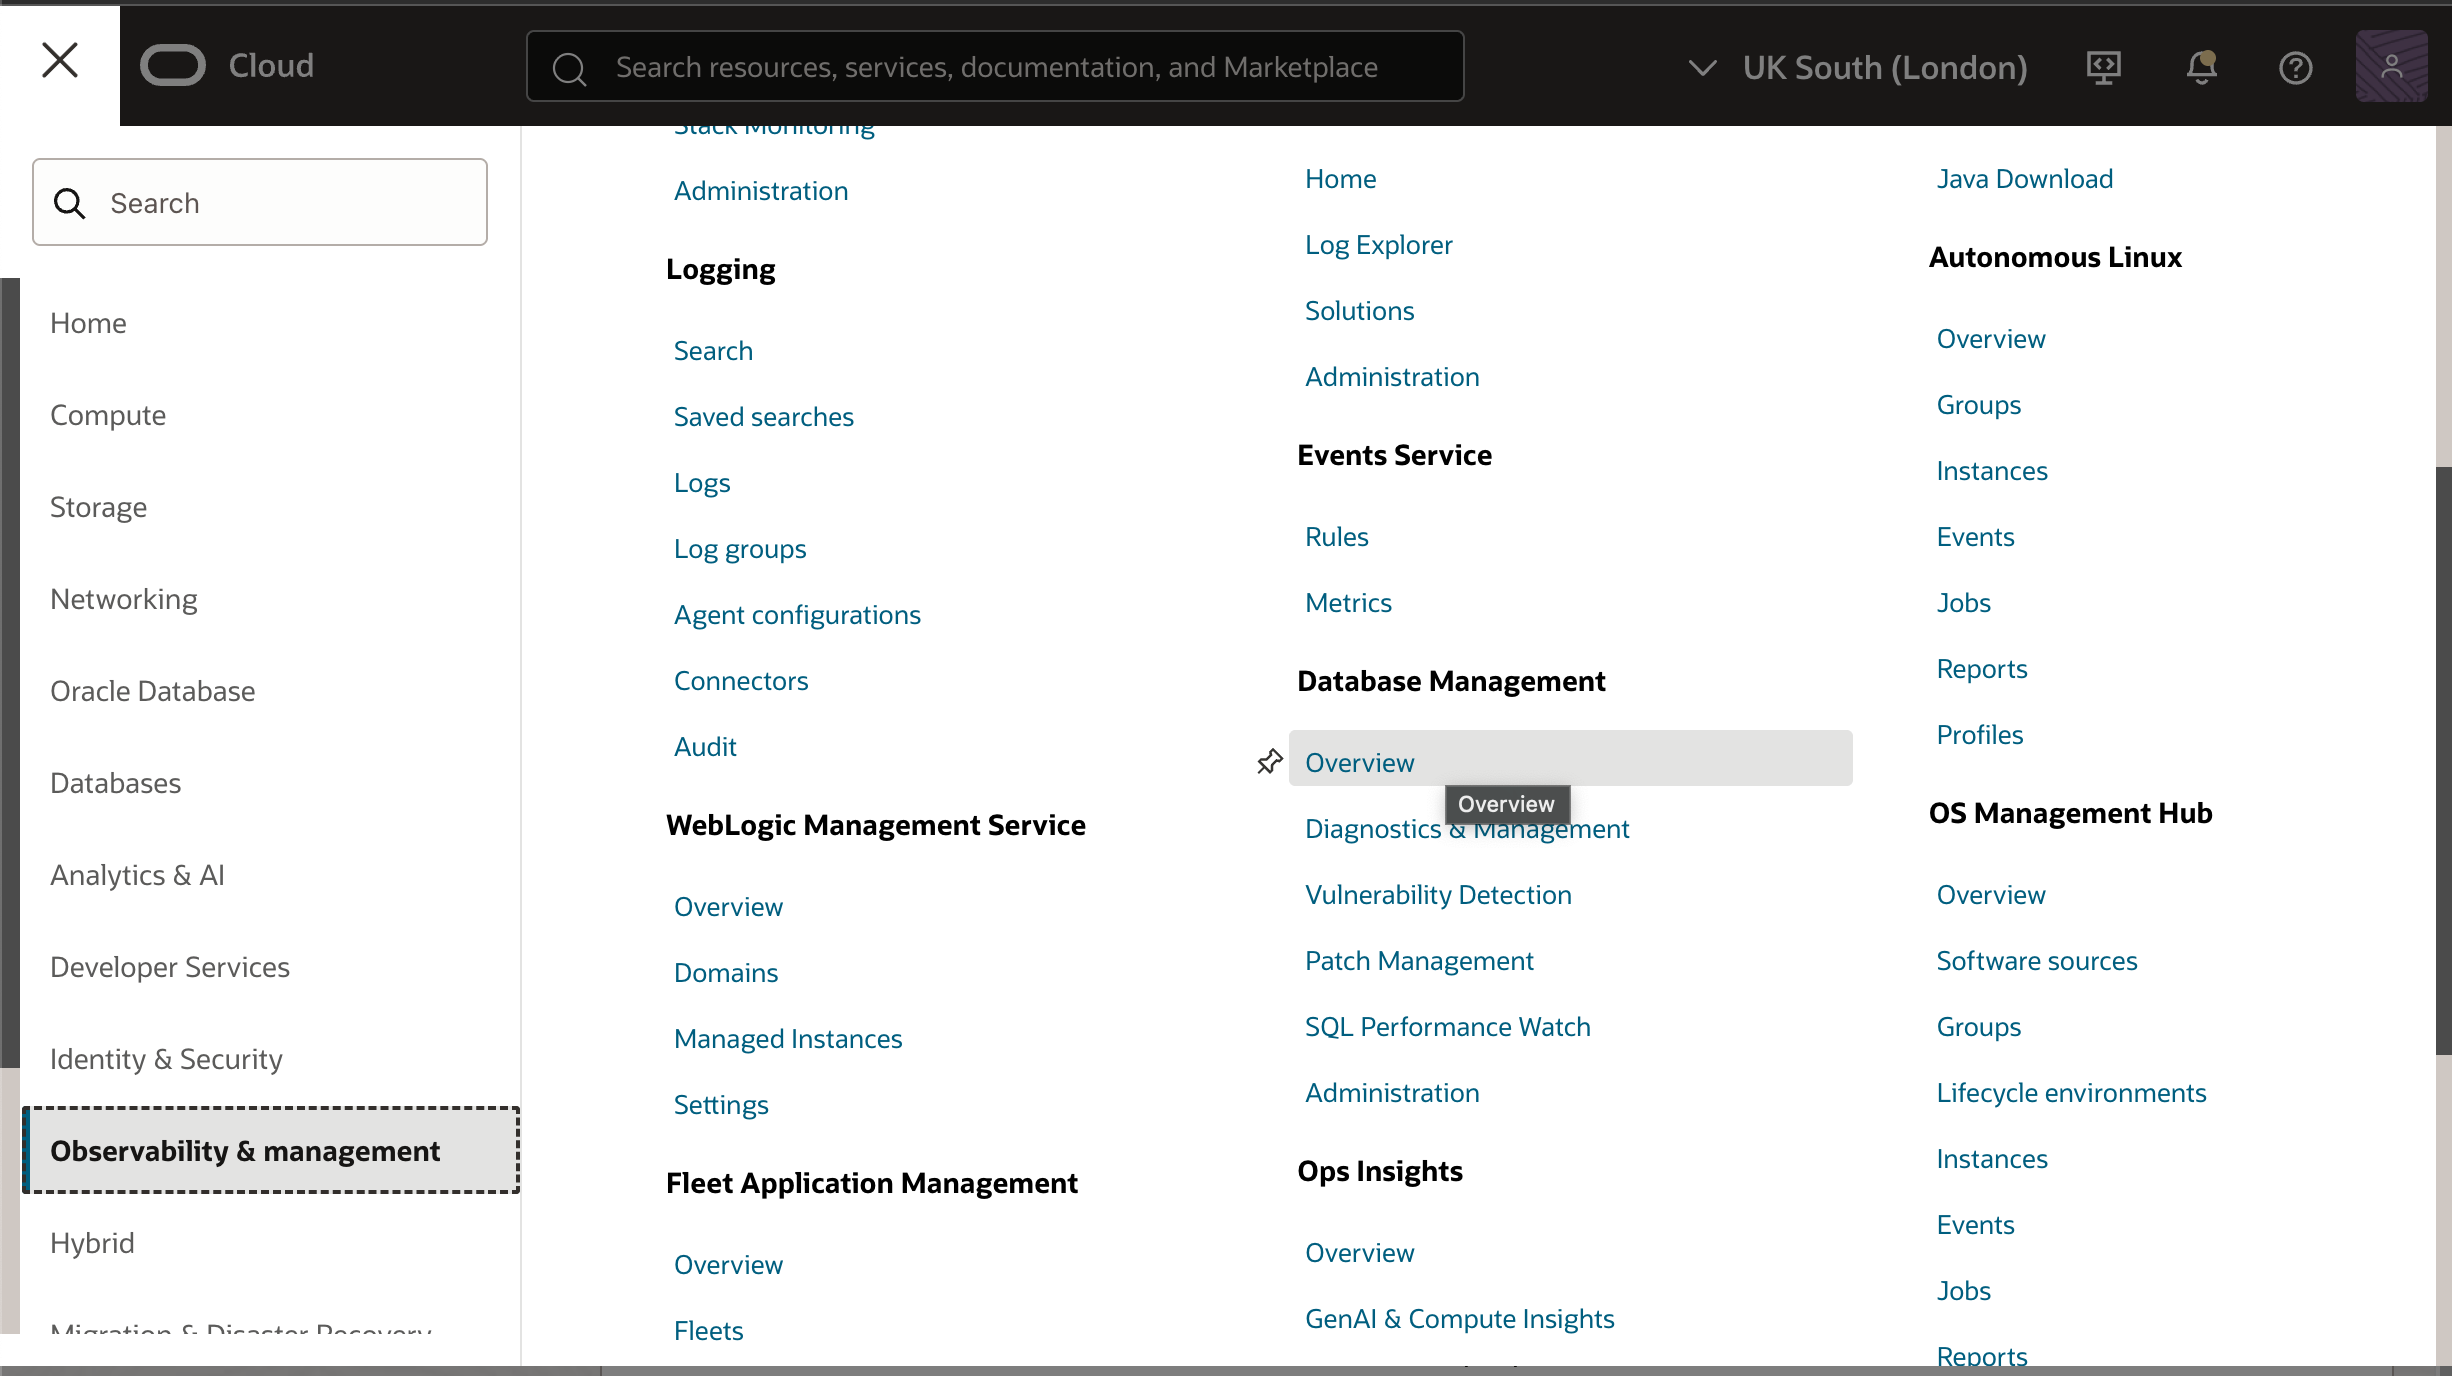 Cloud
Search resources, services, documentation, and Marketplace
UK South (London)
Search
Home
Compute
Storage
Networking
Oracle Database
Databases
Analytics & AI
Developer Services
Identity & Security
Observability & management
Hybrid
Migration & Disaster Recovery
Stack Monitoring
Administration
Logging
Search
Saved searches
Logs
Log groups
Agent configurations
Connectors
Audit
WebLogic Management Service
Overview
Domains
Managed Instances
Settings
Fleet Application Management
Overview
Fleets
Home
Log Explorer
Solutions
Administration
Events Service
Rules
Metrics
Database Management
Overview
Overview
Diagnostics & Management
Vulnerability Detection
Patch Management
SQL Performance Watch
Administration
Ops Insights
Overview
GenAI & Compute Insights
Java Download
Autonomous Linux
Overview
Groups
Instances
Events
Jobs
Reports
Profiles
OS Management Hub
Overview
Software sources
Groups
Lifecycle environments
Instances
Events
Jobs
Reports